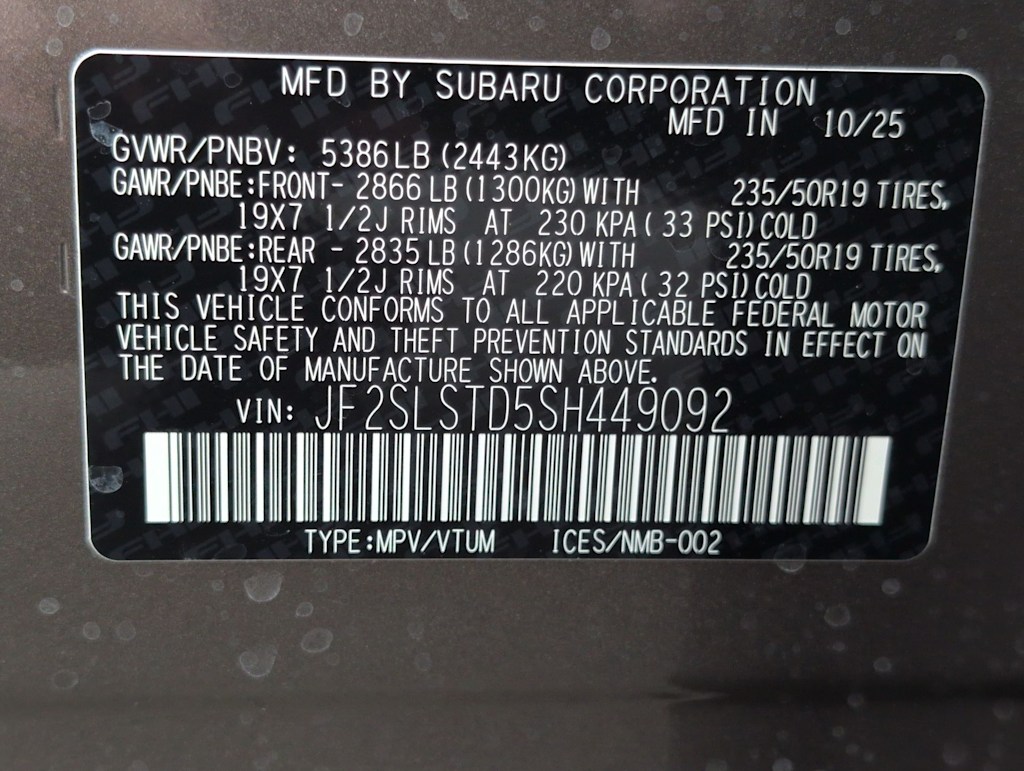 MFD BY SUBARU CORPORATION
MFD IN 10/25
GVWR/PNBV: 5386LB (2443KG)
GAWR/PNBE:FRONT- 2866 LB (1300KG) WITH 235/50R19 TIRES,
19X7 1/2J RIMS AT 230 KPA ( 33 PSI) COLD
GAWR/PNBE:REAR - 2835 LB (1286KG) WITH 235/50R19 TIRES,
19X7 1/2J RIMS AT 220 KPA ( 32 PSI) COLD
THIS VEHICLE CONFORMS TO ALL APPLICABLE FEDERAL MOTOR
VEHICLE SAFETY AND THEFT PREVENTION STANDARDS IN EFFECT ON
THE DATE OF MANUFACTURE SHOWN ABOVE.
VIN: JF2SLSTD5SH449092
TYPE:MPV/VTUM ICES/NMB-002